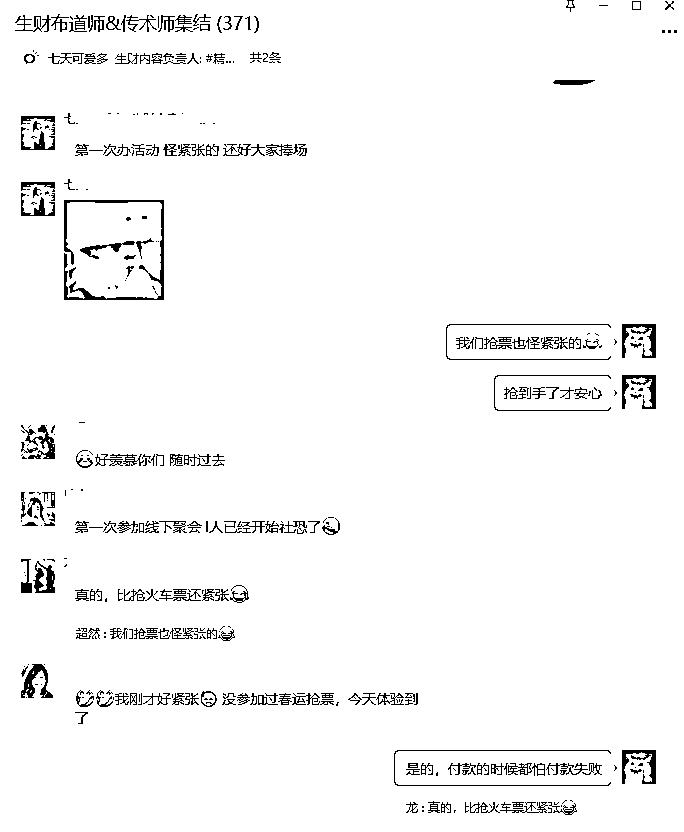 生财布道师&传术师集结 (371)
七天可爱多 生财内容负责人: #精... 共2条
第一次办活动 怪紧张的 还好大家捧场
我们抢票也怪紧张的
抢到手了才安心
好羡慕你们 随时过去
第一次参加线下聚会 I人已经开始社恐了
真的，比抢火车票还紧张
超然 : 我们抢票也怪紧张的
我刚才好紧张 没参加过春运抢票，今天体验到
了
是的，付款的时候都怕付款失败
龙 : 真的，比抢火车票还紧张